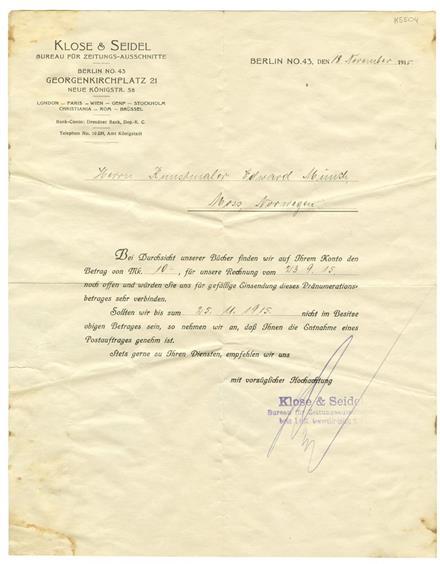 K5504
KLOSE & SEIDEL
BUREAU FÜR ZEITUNGS-AUSSCHNITTE
BERLIN NO. 43
GEORGENKIRCHPLATZ 21
NEUE KÖNIGSTR. 38
LONDON – PARIS – WIEN – GENF – STOCKHOLM
CHRISTIANIA – ROM – BRÜSSEL
Bank-Conto: Dresdner Bank, Dep.-K. C.
Telephon No. Amt Königstadt
BERLIN NO. 43, DEN 18 November 1915
Herrn Kunstmaler Edward Munch,
Moss, Norwegen.
Bei Durchsicht unserer Bücher finden wir auf Ihrem Konto den
Betrag von Mk. 10.-, für unsere Rechnung vom 23.9.15.
noch offen und würden Sie uns für gefällige Einsendung dieses Pränumerations-
betrages sehr verbinden.
Sollten wir bis zum 25. 11. 1915. nicht im Besitze
obigen Betrages sein, so nehmen wir an, daß Ihnen die Entnahme eines
Postauftrages genehm ist.
Stets gerne zu Ihren Diensten, empfehlen wir uns
mit vorzüglicher Hochachtung
Klose & Seidel
Bureau für